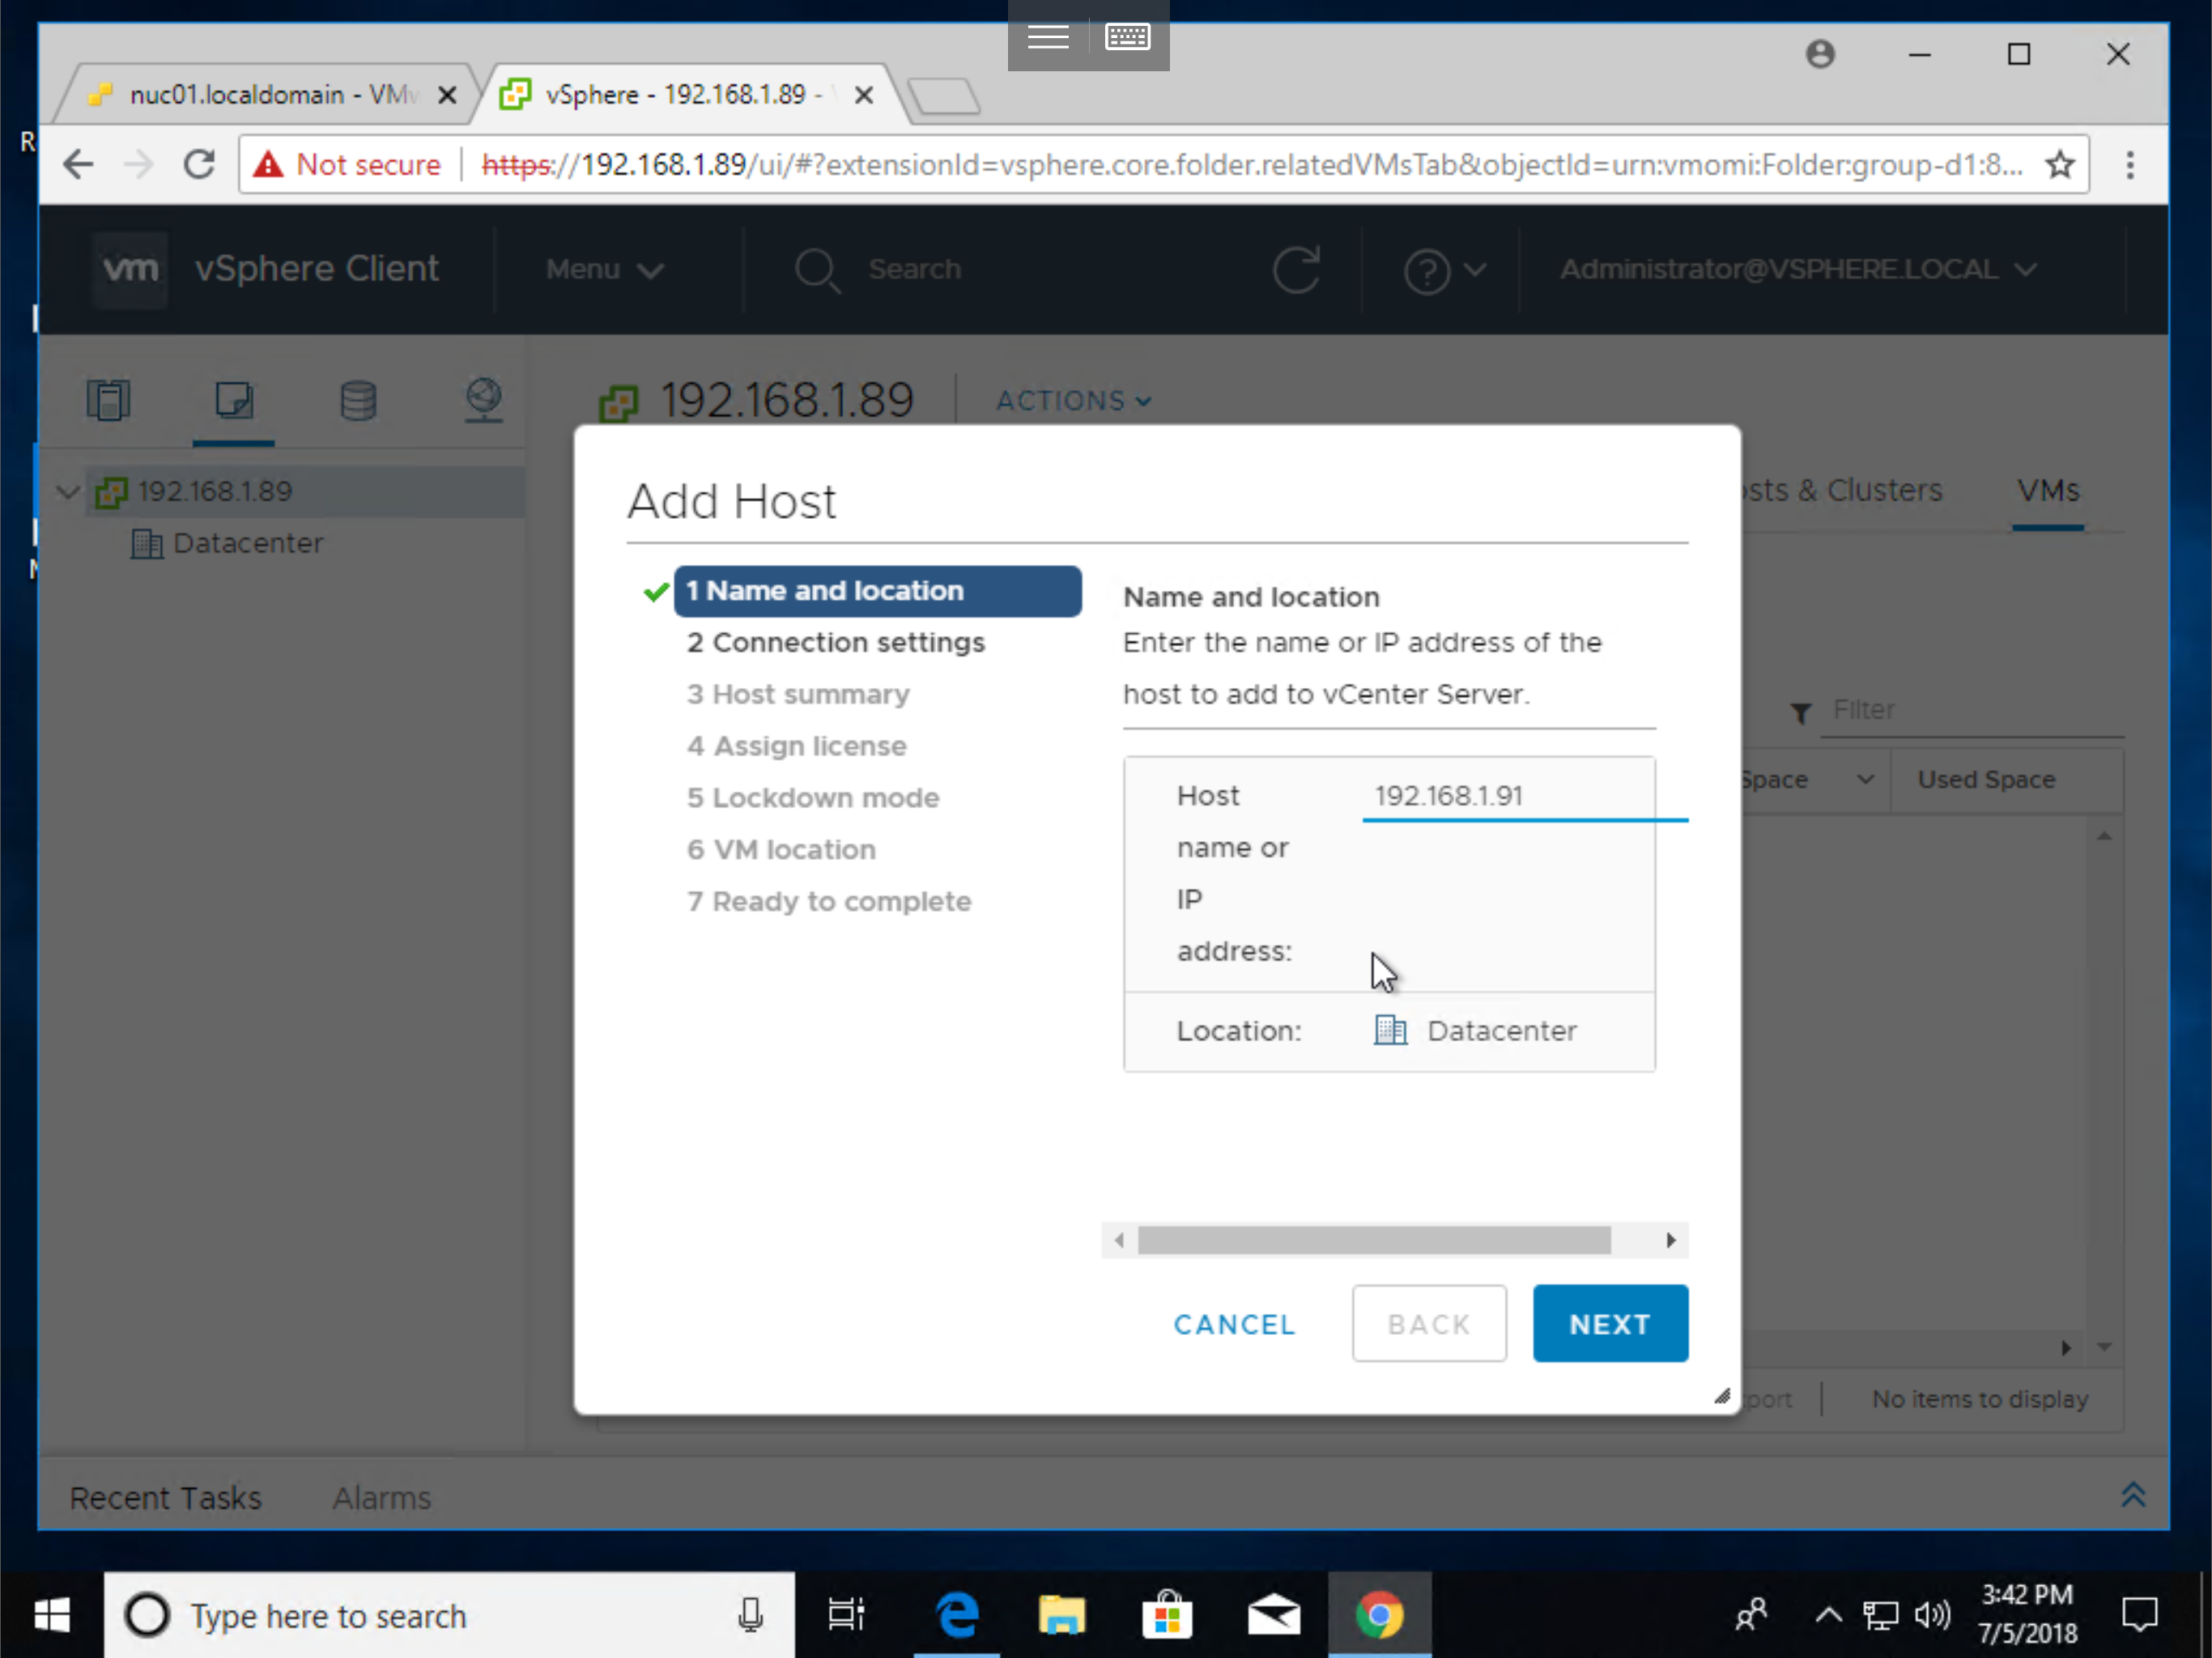 nuc01.localdomain - VMw
vSphere - 192.168.1.89 -
R
Not secure
https://192.168.1.89/ui/#?extensionId=vsphere.core.folder.relatedVMsTab&objectId=urn:vmomi:Folder:group-d1:8...
vm
vSphere Client
Menu
Search
Administrator@VSPHERE.LOCAL
192.168.1.89
ACTIONS
192.168.1.89
Datacenter
osts & Clusters
VMs
Add Host
1 Name and location
2 Connection settings
3 Host summary
4 Assign license
5 Lockdown mode
6 VM location
7 Ready to complete
Name and location
Enter the name or IP address of the
host to add to vCenter Server.
Host
name or
IP
address:
192.168.1.91
Location:
Datacenter
Filter
Space
Used Space
CANCEL
BACK
NEXT
port
No items to display
Recent Tasks
Alarms
Type here to search
3:42 PM
7/5/2018